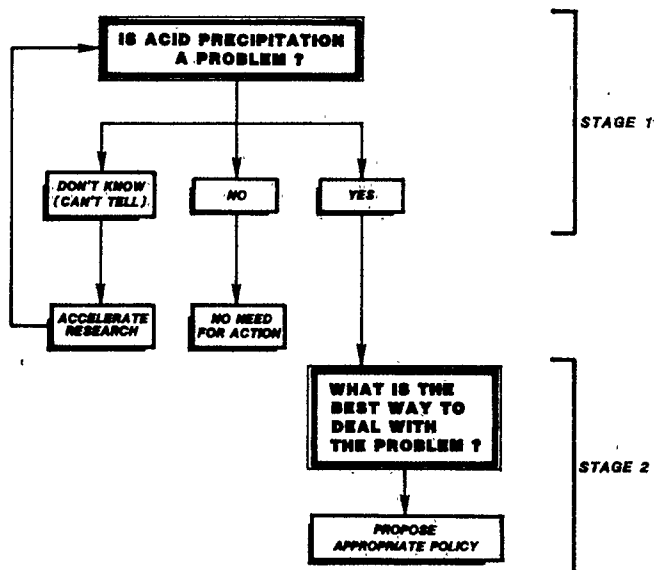 IS ACID PRECIPITATION
A PROBLEM ?
STAGE 1
DON'T KNOW
(CAN'T TELL)
NO
YES
ACCELERATE
RESEARCH
NO NEED
FOR ACTION
WHAT IS THE
BEST WAY TO
DEAL WITH
THE PROBLEM ?
STAGE 2
PROPOSE
APPROPRIATE POLICY